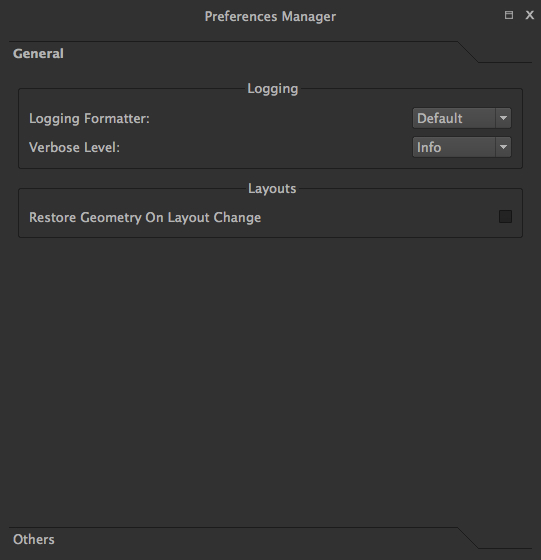 Preferences Manager
General
Logging
Logging Formatter: Default
Verbose Level: Info
Layouts
Restore Geometry On Layout Change
Others